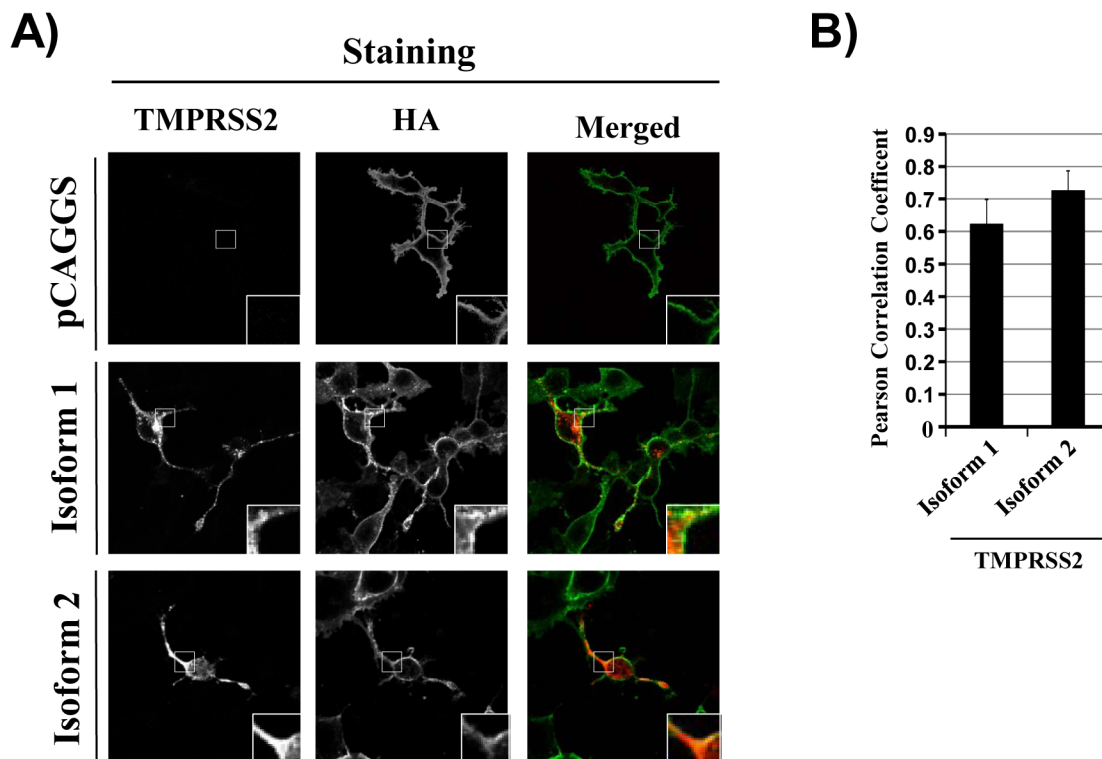 A)
Staining
TMPRSS2 HA Merged
pCAGGS
Isoform 1
Isoform 2
B)
Pearson Correlation Coefficent
0.9
0.8
0.7
0.6
0.5
0.4
0.3
0.2
0.1
0
Isoform 1
Isoform 2
TMPRSS2